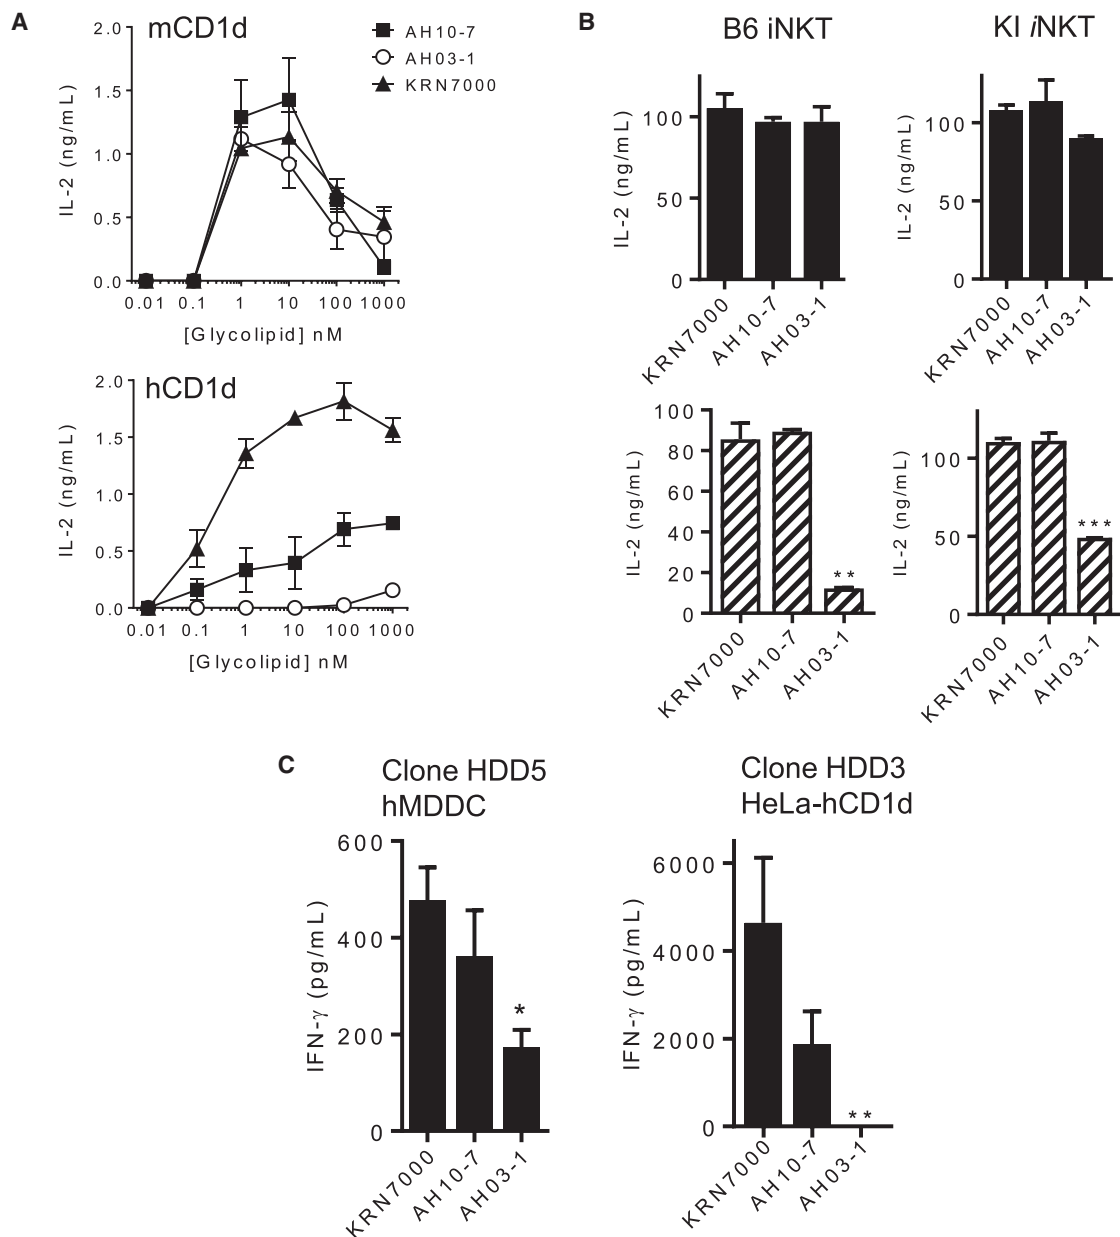 A
mCD1d
AH10-7
AH03-1
KRN7000
2.0
1.5
1.0
0.5
0.0
IL-2 (ng/mL)
0.01 0.1 1 10 100 1000
[Glycolipid] nM
hCD1d
2.0
1.5
1.0
0.5
0.0
IL-2 (ng/mL)
0.01 0.1 1 10 100 1000
[Glycolipid] nM
B
B6 iNKT
IL-2 (ng/mL)
100
50
0
KRN7000
AH10-7
AH03-1
KI iNKT
IL-2 (ng/mL)
100
50
0
KRN7000
AH10-7
AH03-1
IL-2 (ng/mL)
100
80
60
40
20
0
**
KRN7000
AH10-7
AH03-1
IL-2 (ng/mL)
100
50
0
***
KRN7000
AH10-7
AH03-1
C
Clone HDD5
hMDDC
IFN-γ (pg/mL)
600
400
200
0
*
KRN7000
AH10-7
AH03-1
Clone HDD3
HeLa-hCD1d
IFN-γ (pg/mL)
6000
4000
2000
0
**
KRN7000
AH10-7
AH03-1